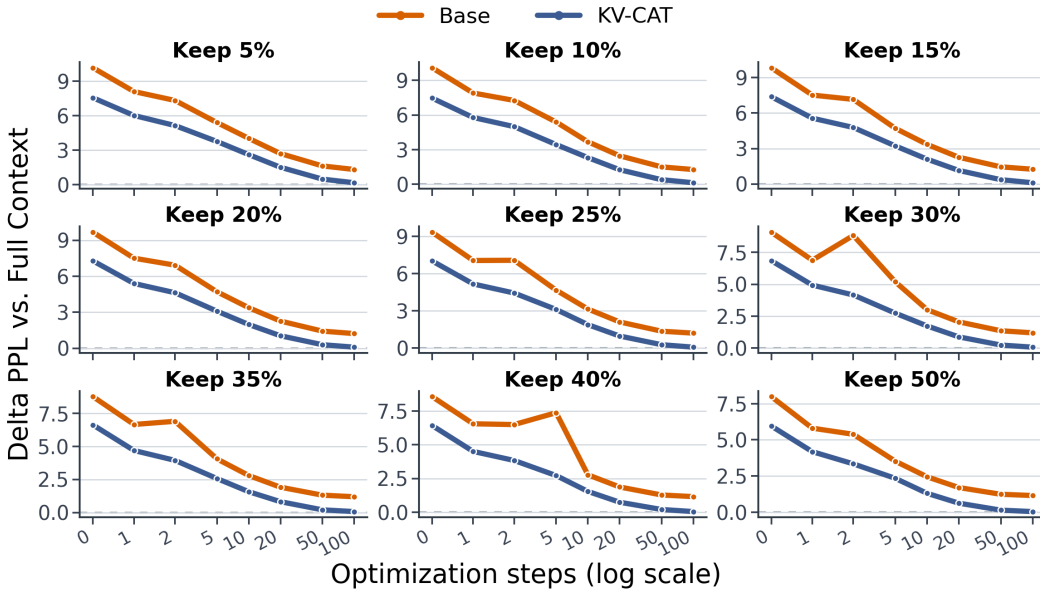 Base KV-CAT
Keep 5% Keep 10% Keep 15%
9 6 3 0
9 6 3 0
9 6 3 0
Keep 20% Keep 25% Keep 30%
9 6 3 0
9 6 3 0
7.5 5.0 2.5 0.0
Keep 35% Keep 40% Keep 50%
7.5 5.0 2.5 0.0
7.5 5.0 2.5 0.0
7.5 5.0 2.5 0.0
Delta PPL vs. Full Context
0 1 2 5 10 20 50 100
0 1 2 5 10 20 50 100
0 1 2 5 10 20 50 100
Optimization steps (log scale)